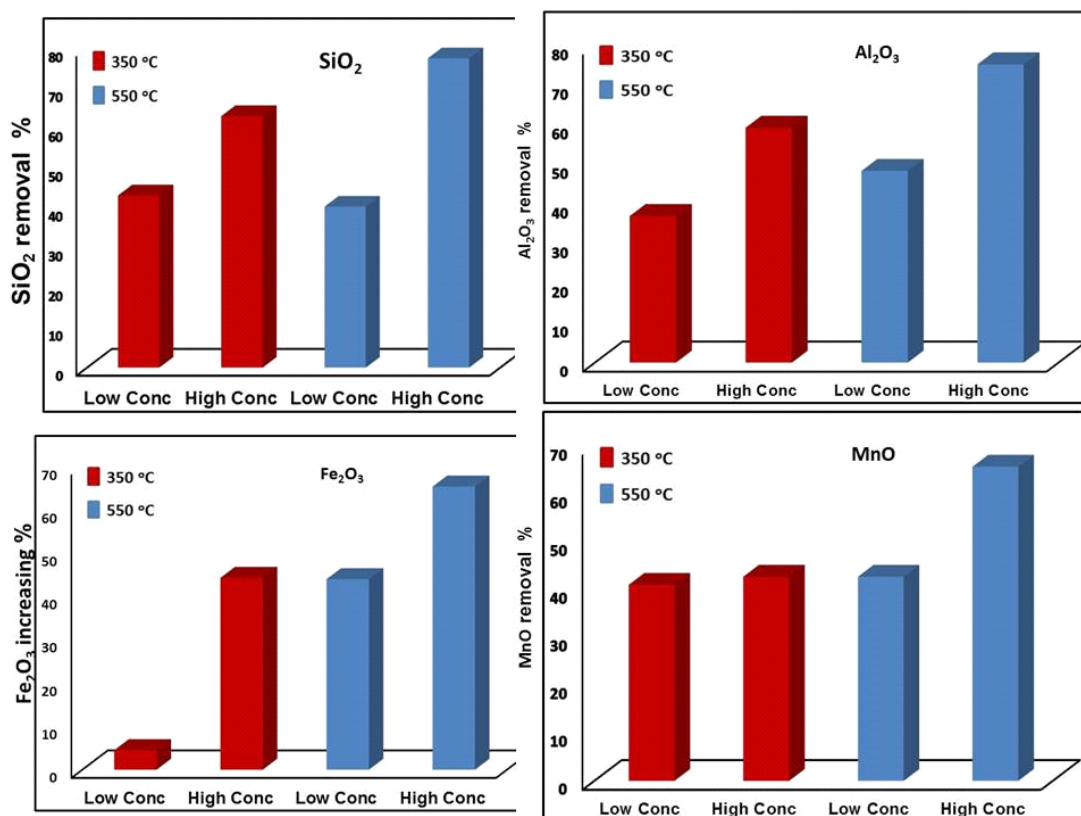 SiO₂
350 °C
550 °C
SiO₂ removal %
80
70
60
50
40
30
20
10
0
Low Conc High Conc Low Conc High Conc
Al₂O₃
350 °C
550 °C
Al₂O₃ removal %
80
70
60
50
40
30
20
10
0
Low Conc High Conc Low Conc High Conc
Fe₂O₃
350 °C
550 °C
Fe₂O₃ increasing %
70
60
50
40
30
20
10
0
Low Conc High Conc Low Conc High Conc
MnO
350 °C
550 °C
MnO removal %
70
60
50
40
30
20
10
0
Low Conc High Conc Low Conc High Conc